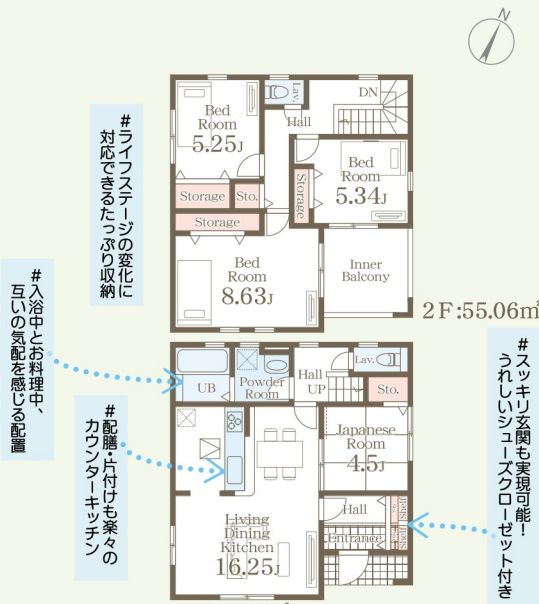 N
#ライフステージの変化に
対応できるたっぷり収納
Bed
Room
5.25J
Lav.
DN
Hall
Storage
Sto.
Storage
Bed
Room
5.34J
Storage
Bed
Room
8.63J
Inner
Balcony
2F:55.06㎡
#入浴中とお料理中、
互いの気配を感じる配置
UB
Powder
Room
Hall
UP
Lav.
Sto.
#配膳・片付けも楽々の
カウンターキッチン
Japanese
Room
4.5J
Living
Dining
Kitchen
16.25J
Hall
Entrance
#スッキリ玄関も実現可能!
うれしいシューズクローゼット付き